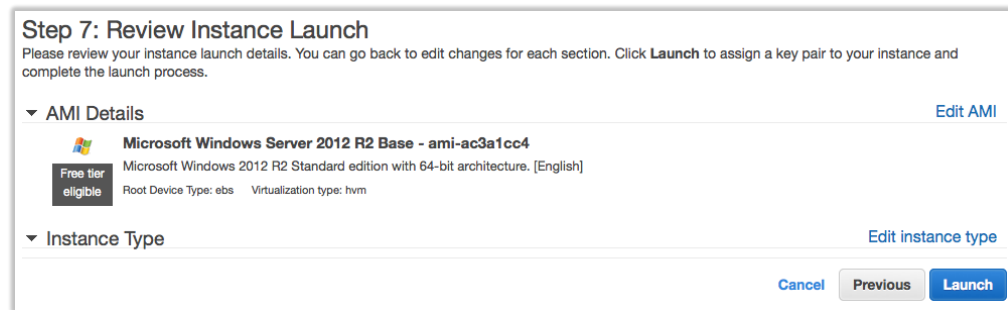 Step 7: Review Instance Launch
Please review your instance launch details. You can go back to edit changes for each section. Click Launch to assign a key pair to your instance and
complete the launch process.
AMI Details
Edit AMI
Microsoft Windows Server 2012 R2 Base - ami-ac3a1cc4
Free tier
eligible
Microsoft Windows 2012 R2 Standard edition with 64-bit architecture. [English]
Root Device Type: ebs Virtualization type: hvm
Instance Type
Edit instance type
Cancel
Previous
Launch